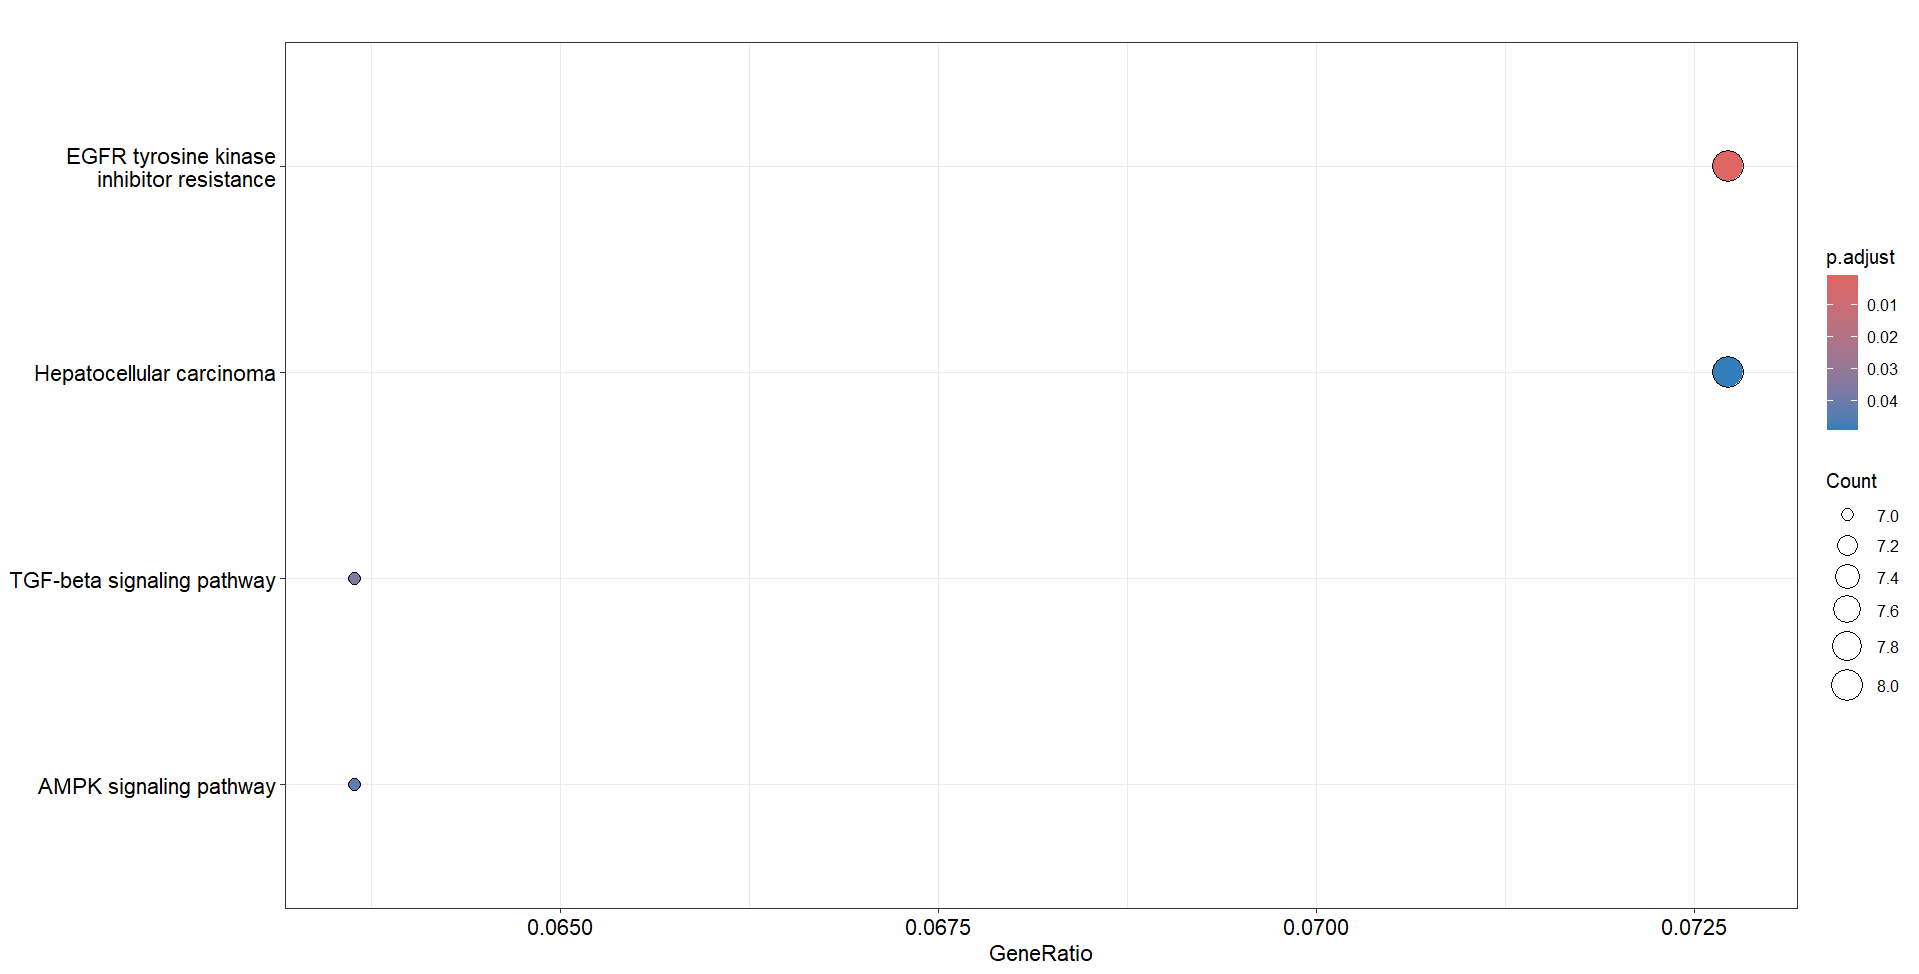 EGFR tyrosine kinase
inhibitor resistance
Hepatocellular carcinoma
TGF-beta signaling pathway
AMPK signaling pathway
0.0650
0.0675
0.0700
0.0725
GeneRatio
p.adjust
0.01
0.02
0.03
0.04
Count
7.0
7.2
7.4
7.6
7.8
8.0